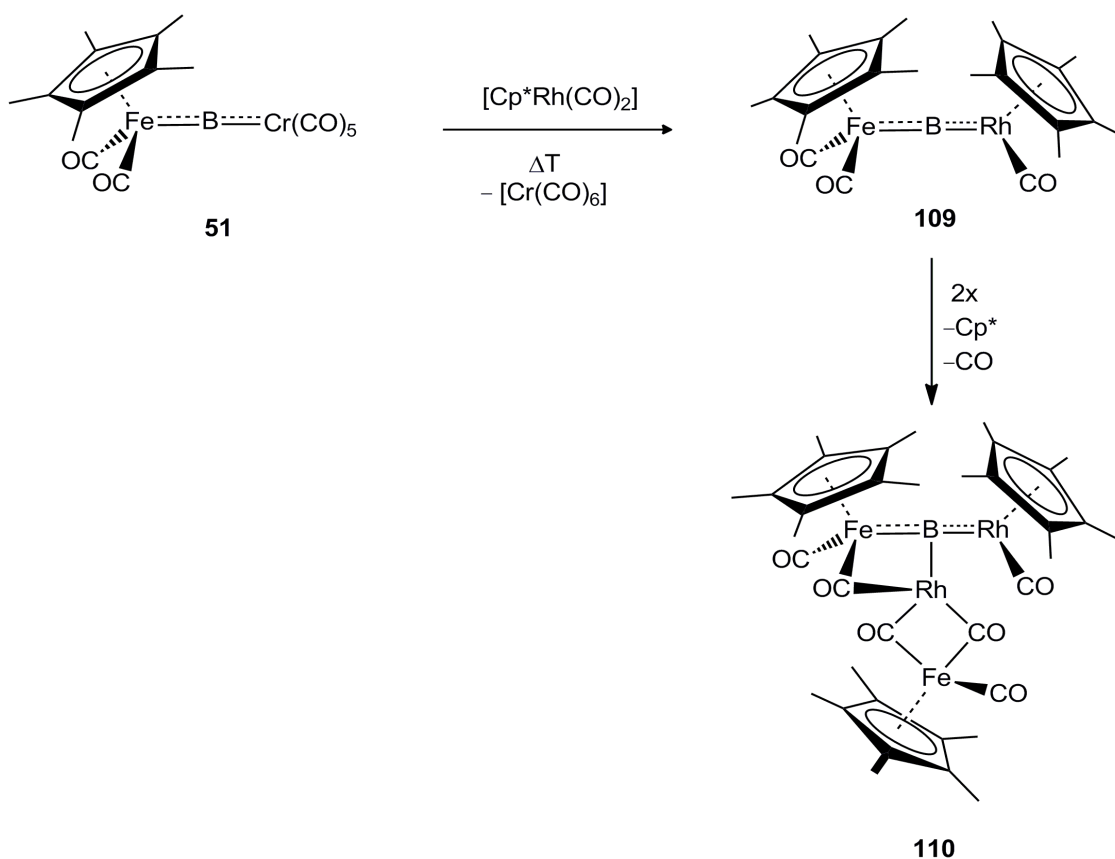 Fe B Cr(CO)5
OC
OC
51
[Cp*Rh(CO)2]
ΔT
– [Cr(CO)6]
Fe B Rh
OC
OC CO
109
2x
–Cp*
–CO
Fe B Rh
OC
OC Rh CO
OC CO
Fe
CO
110